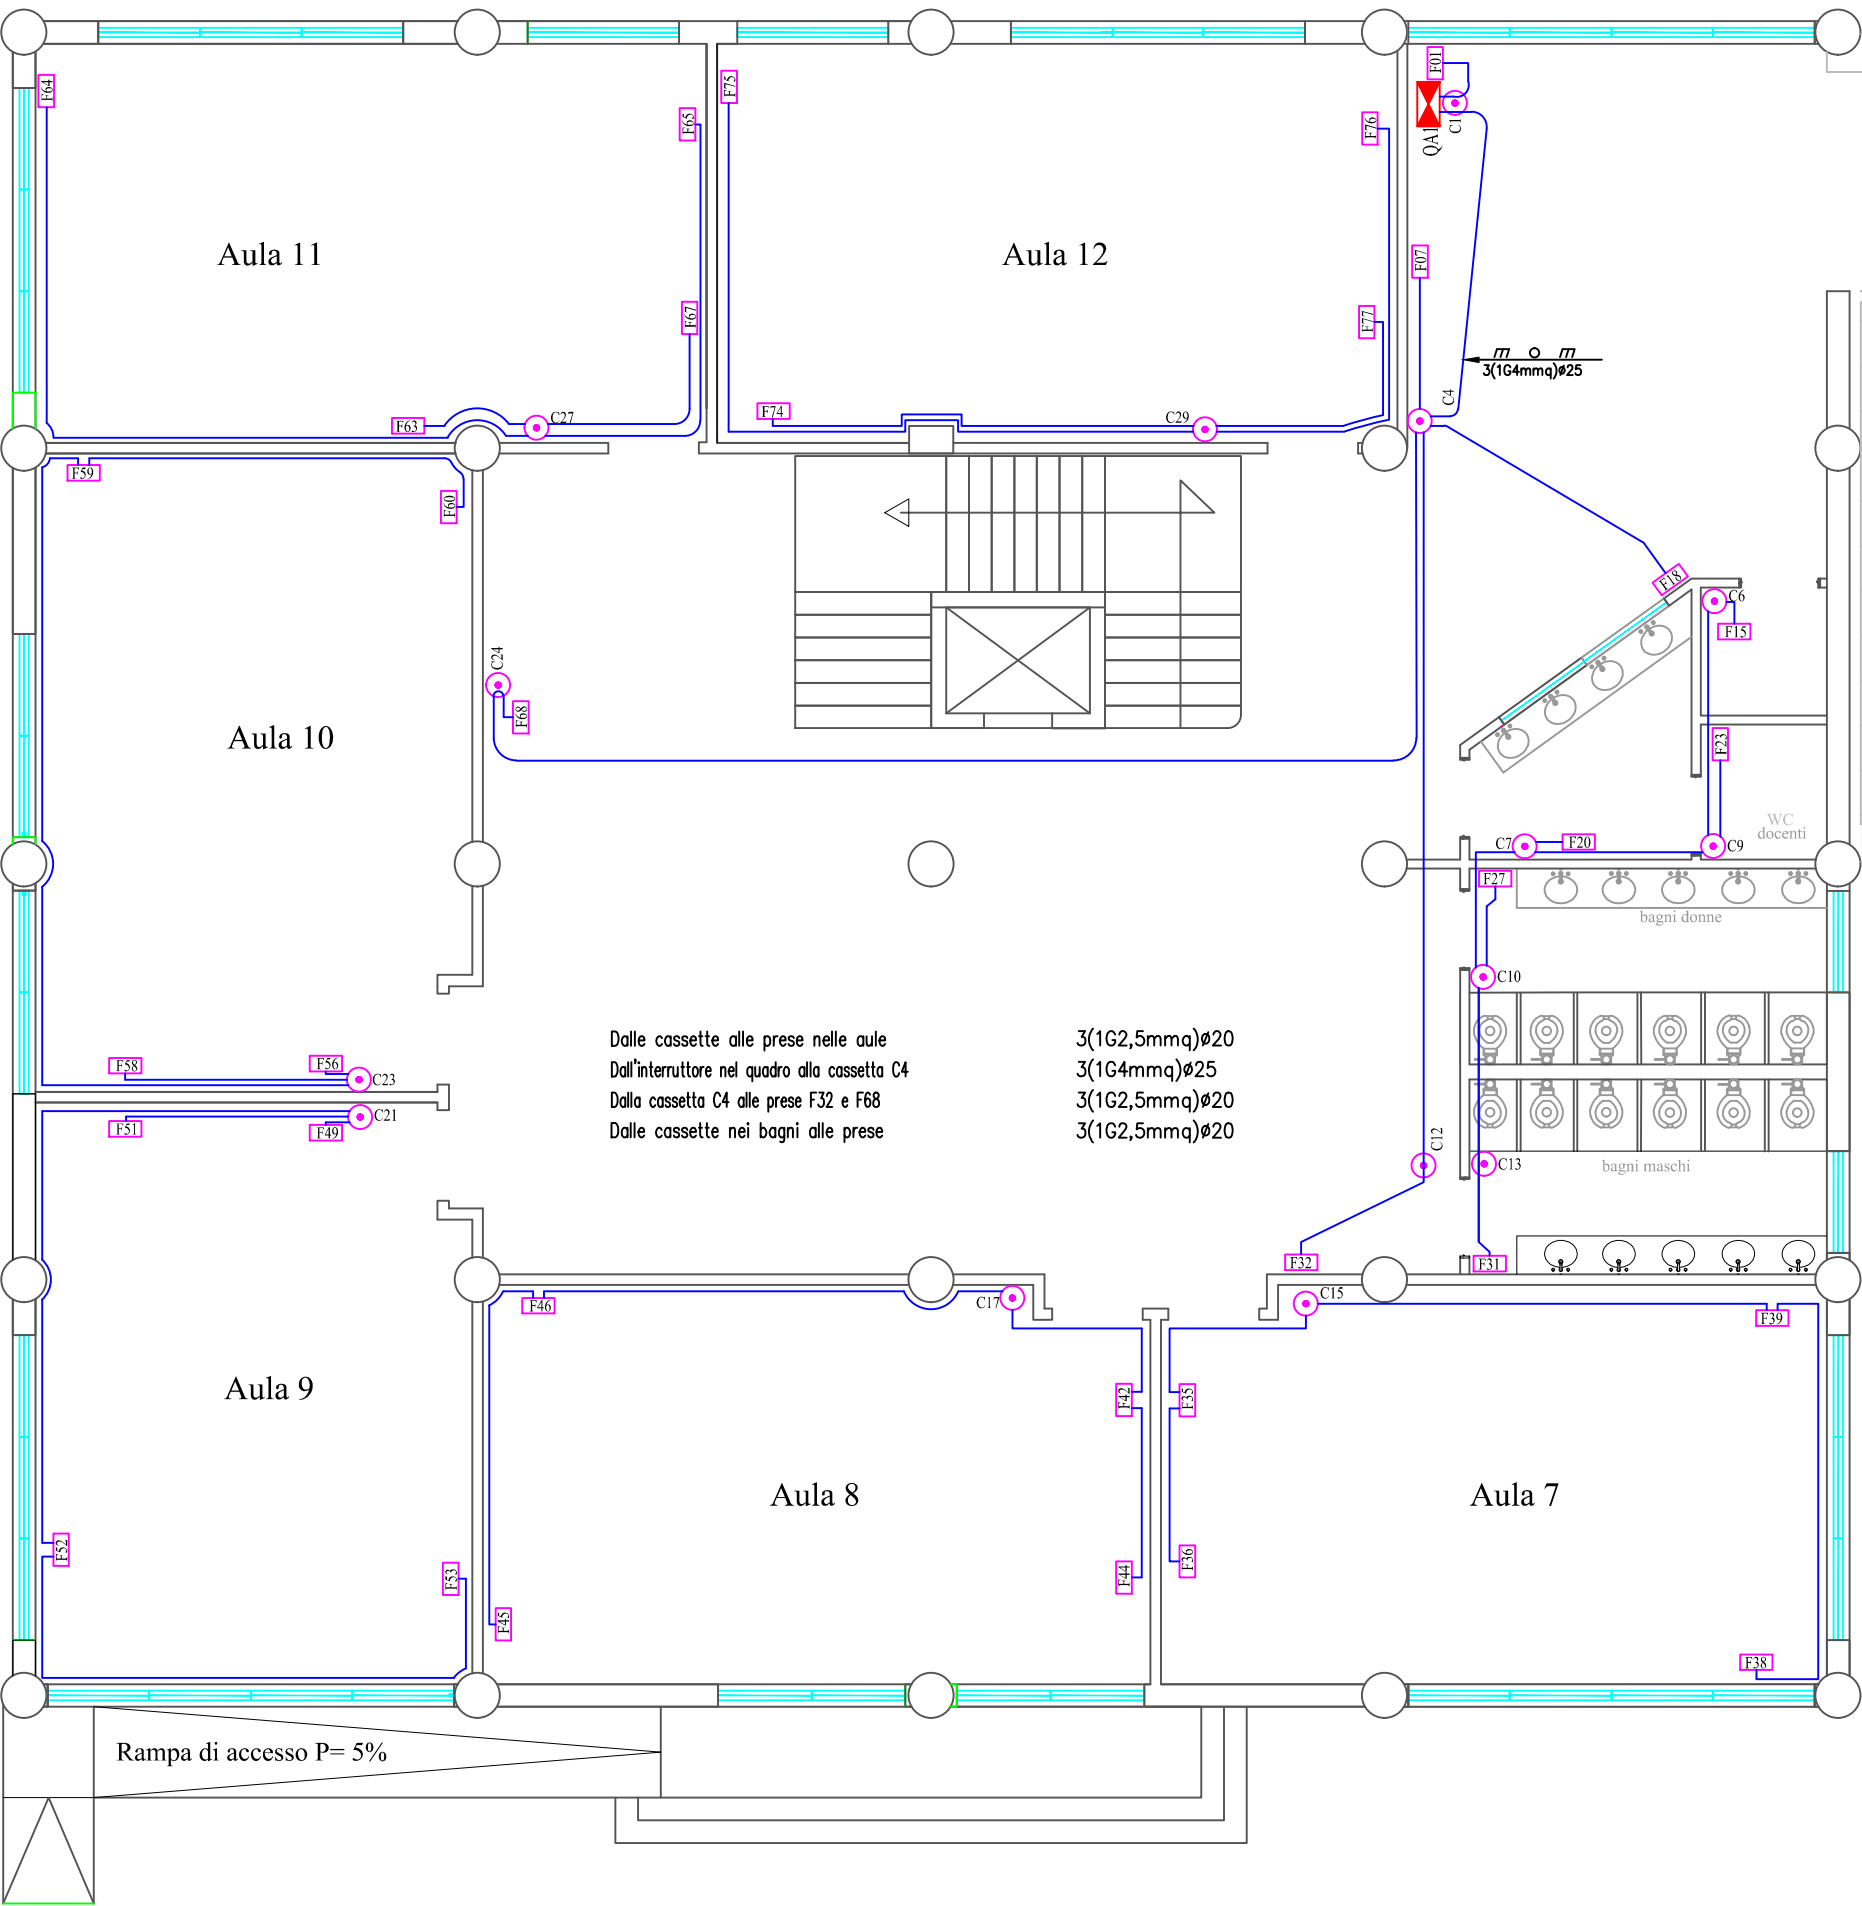 F64
F65
F75
F76
F01
C1
QA1
Aula 11
Aula 12
F07
F67
F77
3(1G4mmq)ø25
C4
F63
C27
F74
C29
F59
F60
F18
C6
F15
C24
F68
Aula 10
F23
WC
docenti
C7
F20
C9
F27
bagni donne
C10
Dalle cassette alle prese nelle aule 3(1G2,5mmq)ø20
Dall'interruttore nel quadro alla cassetta C4 3(1G4mmq)ø25
Dalla cassetta C4 alle prese F32 e F68 3(1G2,5mmq)ø20
Dalle cassette nei bagni alle prese 3(1G2,5mmq)ø20
F58
F56
C23
C21
F51
F49
C12
C13
bagni maschi
F32
F31
F46
C17
C15
F39
Aula 9
F42
F35
Aula 8
Aula 7
F52
F53
F44
F36
F45
F38
Rampa di accesso P= 5%